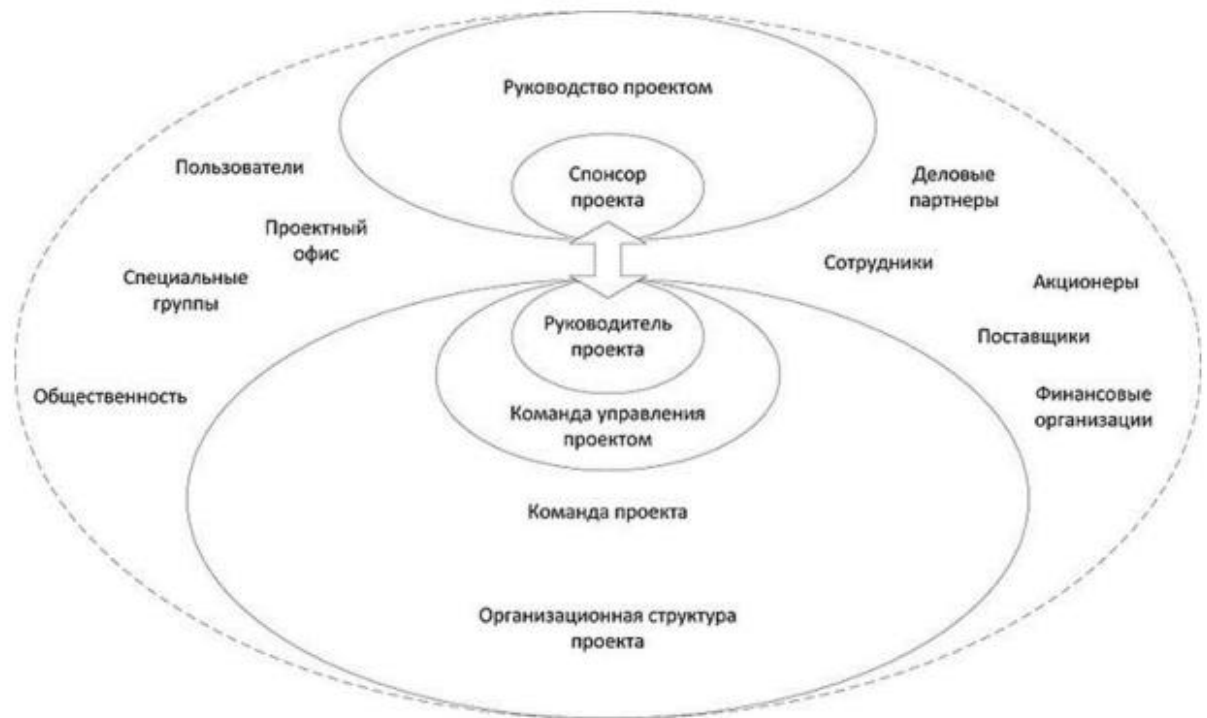 Руководство проектом
Спонсор
проекта
Пользователи
Проектный
офис
Специальные
группы
Общественность
Деловые
партнеры
Сотрудники
Акционеры
Поставщики
Финансовые
организации
Руководитель
проекта
Команда управления
проектом
Команда проекта
Организационная структура
проекта